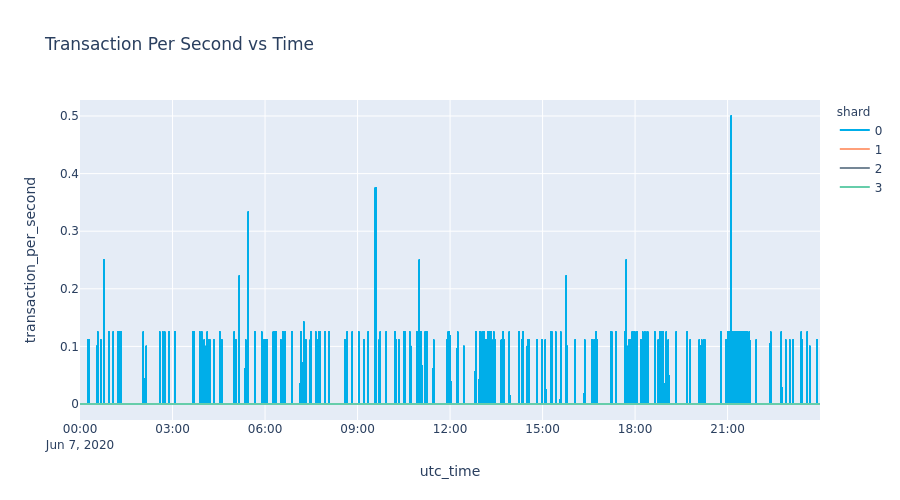 Transaction Per Second vs Time
shard
0
1
2
3
transaction_per_second
0.5
0.4
0.3
0.2
0.1
0
00:00 03:00 06:00 09:00 12:00 15:00 18:00 21:00
Jun 7, 2020
utc_time